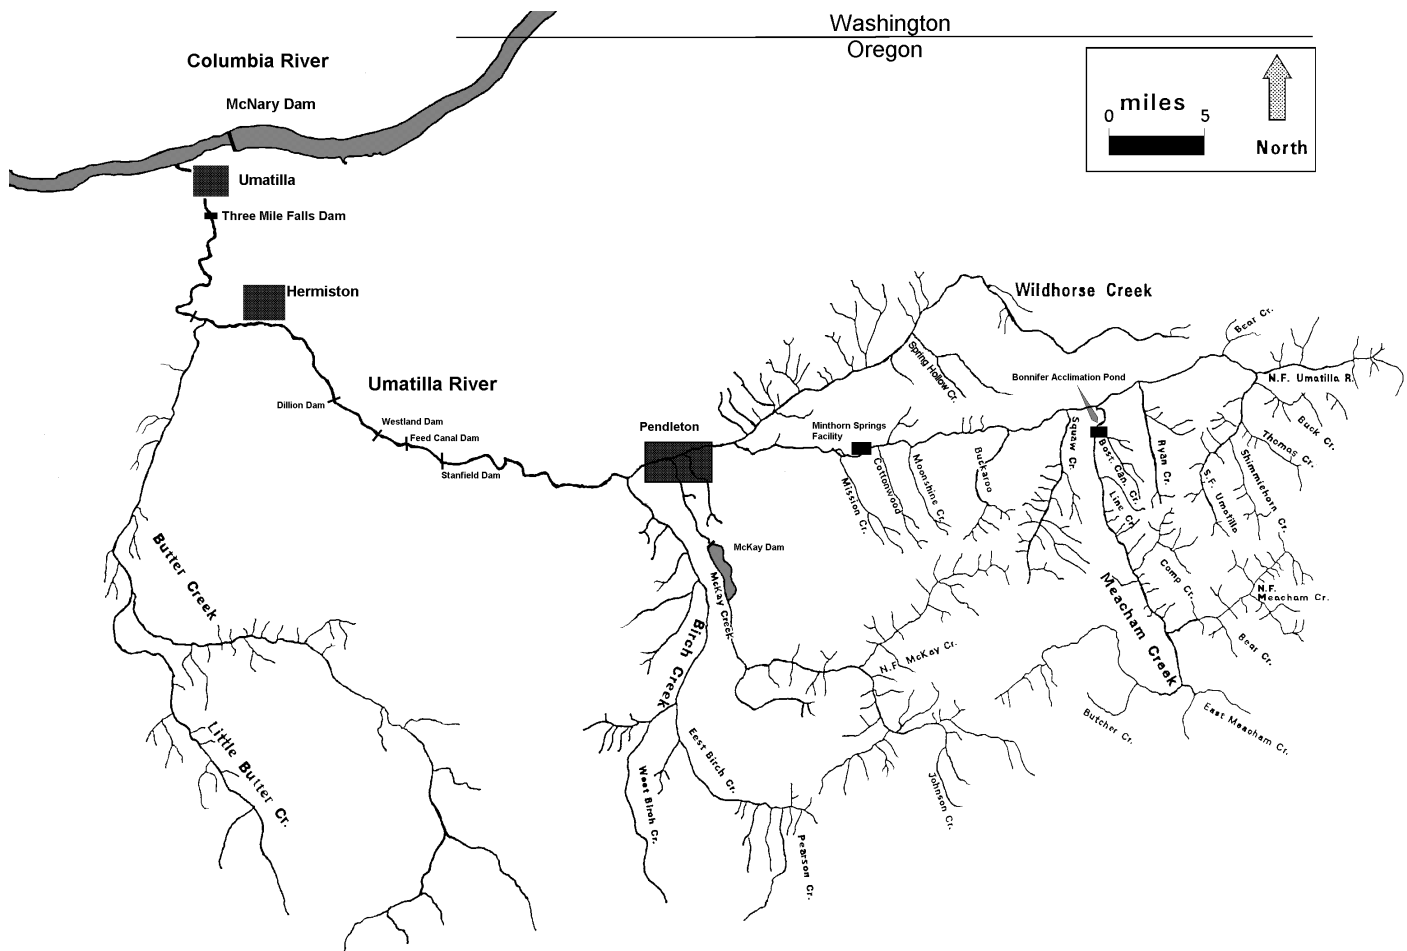 Washington
Oregon
Columbia River
McNary Dam
miles
0
5
North
Umatilla
Three Mile Falls Dam
Hermiston
Wildhorse Creek
Bear Cr.
Spring Hollow Cr.
Umatilla River
Bonnifer Acclimation Pond
N.F. Umatilla R.
Dillion Dam
Westland Dam
Feed Canal Dam
Stanfield Dam
Pendleton
Minthorn Springs
Facility
Buck Cr.
Thomas Cr.
Squaw Cr.
Bost. Can. Cr.
Ryan Cr.
Shimmiehorn Cr.
S.F. Umatilla
Mission Cr.
Cottonwood
Moonshine Cr.
Buckaroo
Line Cr.
McKay Dam
McKay Creek
Butter Creek
Birch Creek
Meacham Creek
Camp Cr.
N.F.
Meacham Cr.
Bear Cr.
N.F. McKay Cr.
East Meacham Cr.
Butcher Cr.
Little Butter Cr.
Eest Birch Cr.
West Birch Cr.
Johnson Cr.
Pearson Cr.